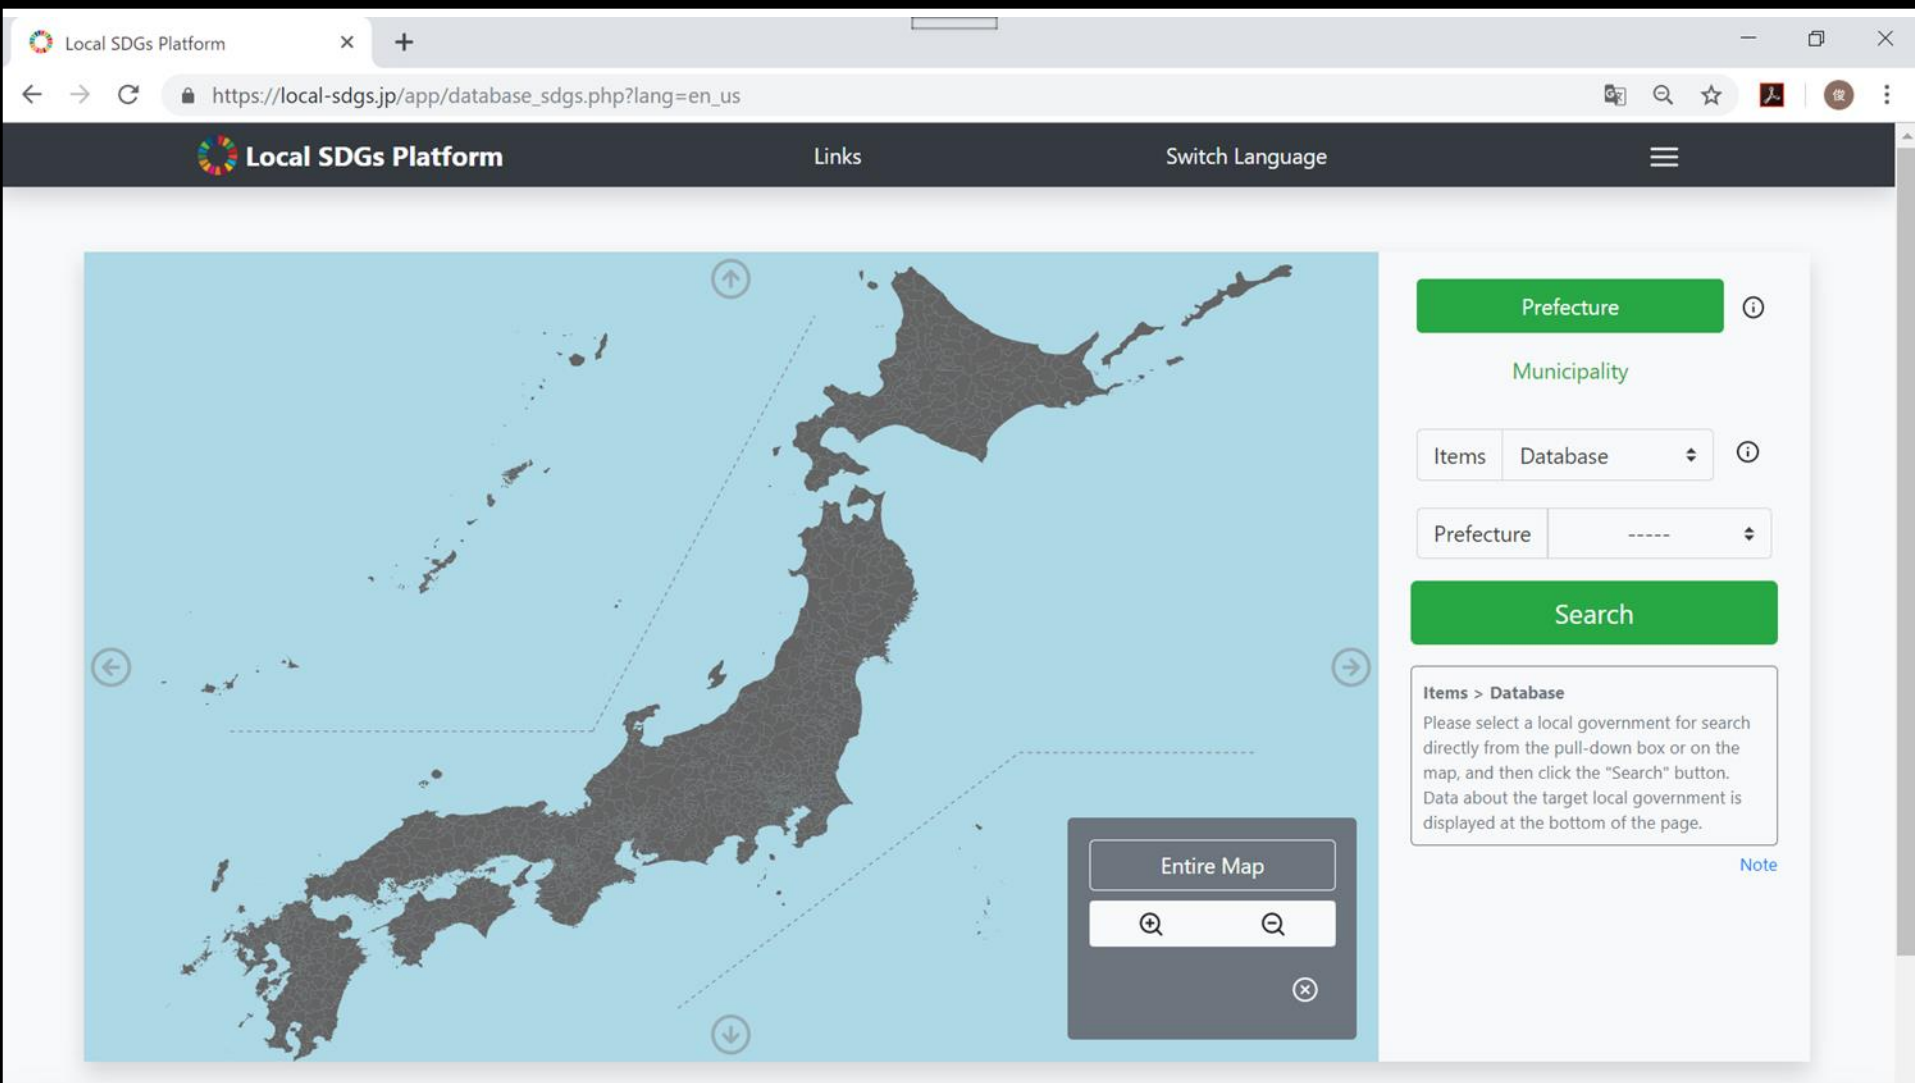 Local SDGs Platform
https://local-sdgs.jp/app/database_sdgs.php?lang=en_us
俊
Local SDGs Platform
Links
Switch Language
Prefecture
Municipality
Items
Database
Prefecture
-----
Search
Items > Database
Please select a local government for search
directly from the pull-down box or on the
map, and then click the "Search" button.
Data about the target local government is
displayed at the bottom of the page.
Note
Entire Map